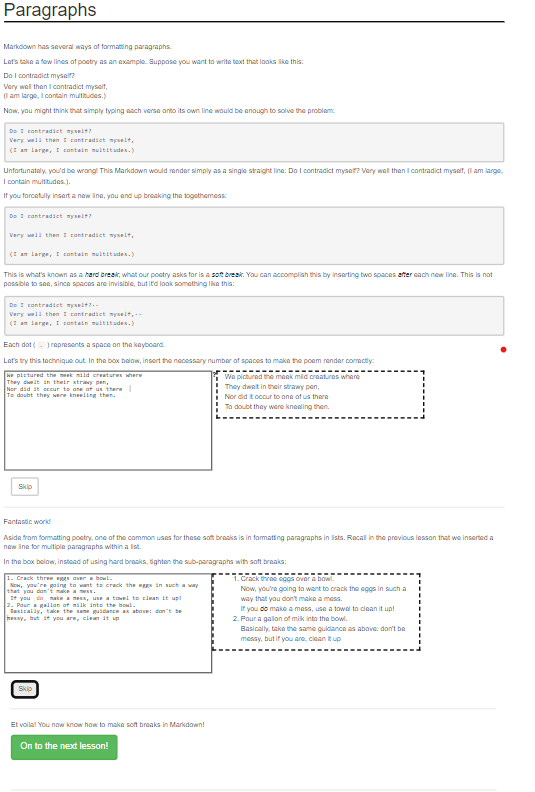 Paragraphs
Markdown has several ways of formatting paragraphs.
Let's take a few lines of poetry as an example. Suppose you want to write text that looks like this:
Do I contradict myself?
Very well then I contradict myself,
(I am large, I contain multitudes.)
Now, you might think that simply typing each verse onto its own line would be enough to solve the problem:
Do I contradict myself?
Very well then I contradict myself,
(I am large, I contain multitudes.)
Unfortunately, you'd be wrong! This Markdown would render simply as a single straight line: Do I contradict myself? Very well then I contradict myself, (I am large,
I contain multitudes.).
If you forcefully insert a new line, you end up breaking the togetherness:
Do I contradict myself?
Very well then I contradict myself,
(I am large, I contain multitudes.)
This is what's known as a hard break; what our poetry asks for is a soft break. You can accomplish this by inserting two spaces after each new line. This is not
possible to see, since spaces are invisible, but it'd look something like this:
Do I contradict myself?··
Very well then I contradict myself,··
(I am large, I contain multitudes.)
Each dot ( · ) represents a space on the keyboard.
Let's try this technique out. In the box below, insert the necessary number of spaces to make the poem render correctly:
We pictured the meek mild creatures where
They dwelt in their strawy pen,
Nor did it occur to one of us there
To doubt they were kneeling then.
We pictured the meek mild creatures where
They dwelt in their strawy pen,
Nor did it occur to one of us there
To doubt they were kneeling then.
Skip
Fantastic work!
Aside from formatting poetry, one of the common uses for these soft breaks is in formatting paragraphs in lists. Recall in the previous lesson that we inserted a
new line for multiple paragraphs within a list.
In the box below, instead of using hard breaks, tighten the sub-paragraphs with soft breaks:
1. Crack three eggs over a bowl.
Now, you're going to want to crack the eggs in such a way
that you don't make a mess.
If you _do_ make a mess, use a towel to clean it up!
2. Pour a gallon of milk into the bowl.
Basically, take the same guidance as above: don't be
messy, but if you are, clean it up
1. Crack three eggs over a bowl.
Now, you're going to want to crack the eggs in such a
way that you don't make a mess.
If you do make a mess, use a towel to clean it up!
2. Pour a gallon of milk into the bowl.
Basically, take the same guidance as above: don't be
messy, but if you are, clean it up
Skip
Et voila! You now know how to make soft breaks in Markdown!
On to the next lesson!